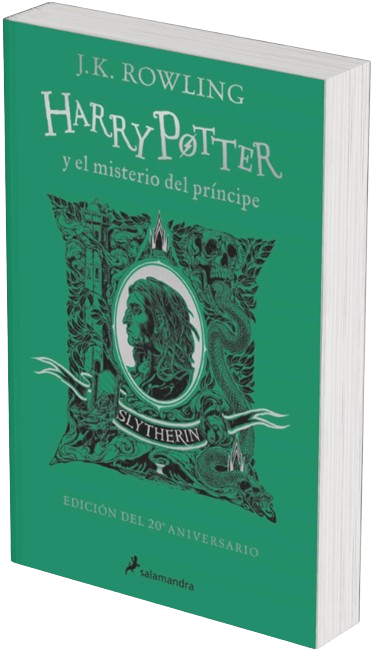 J.K. ROWLING
HARRY POTTER
y el misterio del príncipe
SLYTHERIN
EDICIÓN DEL 20º ANIVERSARIO
salamandra